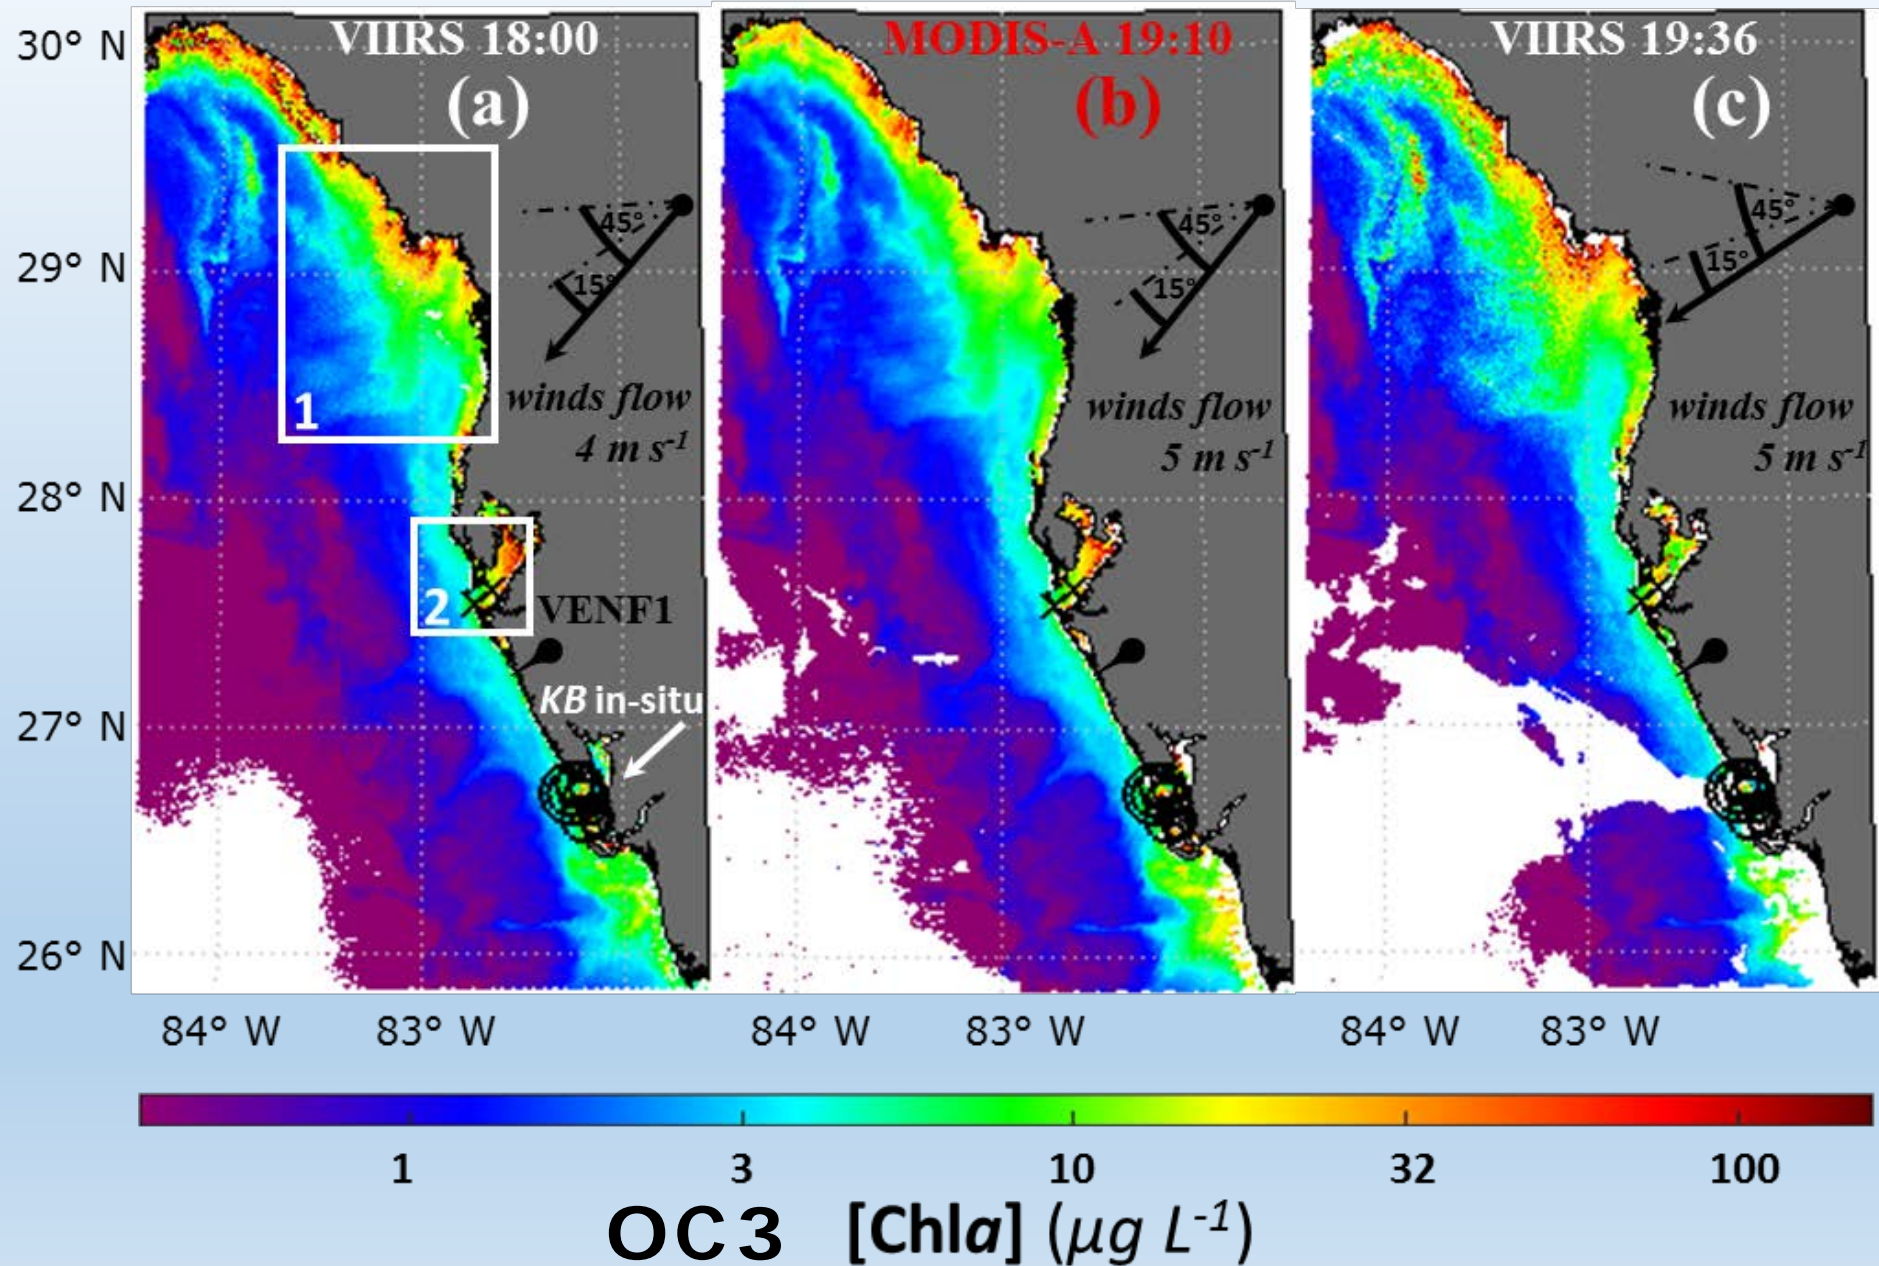 VIIRS 18:00
(a)
MODIS-A 19:10
(b)
VIIRS 19:36
(c)
30° N
29° N
28° N
27° N
26° N
45°
15°
winds flow
4 m s-1
1
2
VENF1
KB in-situ
45°
15°
winds flow
5 m s-1
45°
15°
winds flow
5 m s-1
84° W 83° W 84° W 83° W 84° W 83° W
1 3 10 32 100
OC3 [Chla] (µg L-1)